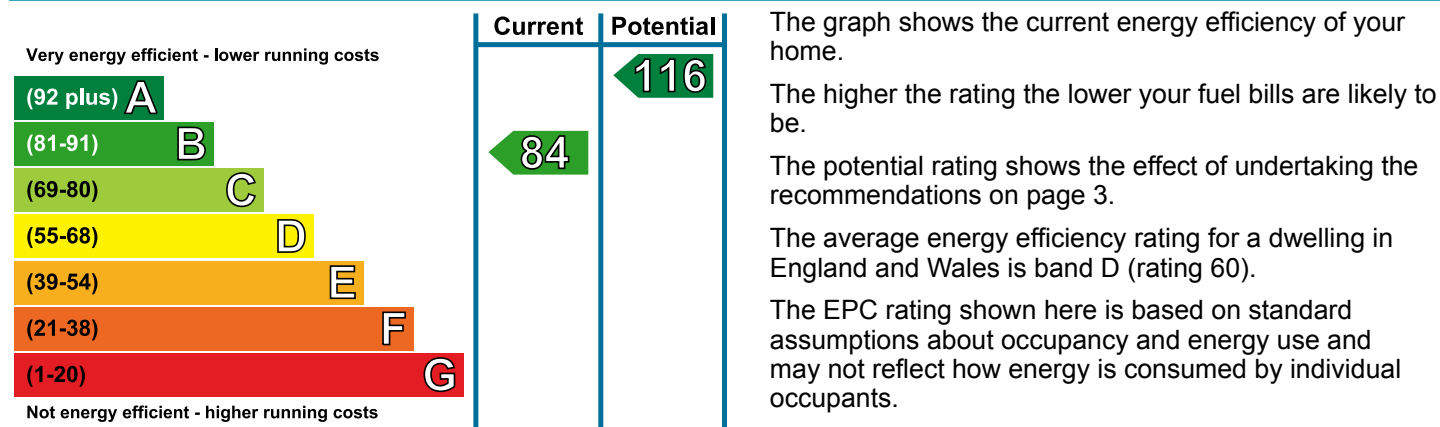 Current Potential
Very energy efficient - lower running costs
116
(92 plus) A
(81-91) B
84
(69-80) C
(55-68) D
(39-54) E
(21-38) F
(1-20) G
Not energy efficient - higher running costs
The graph shows the current energy efficiency of your
home.
The higher the rating the lower your fuel bills are likely to
be.
The potential rating shows the effect of undertaking the
recommendations on page 3.
The average energy efficiency rating for a dwelling in
England and Wales is band D (rating 60).
The EPC rating shown here is based on standard
assumptions about occupancy and energy use and
may not reflect how energy is consumed by individual
occupants.